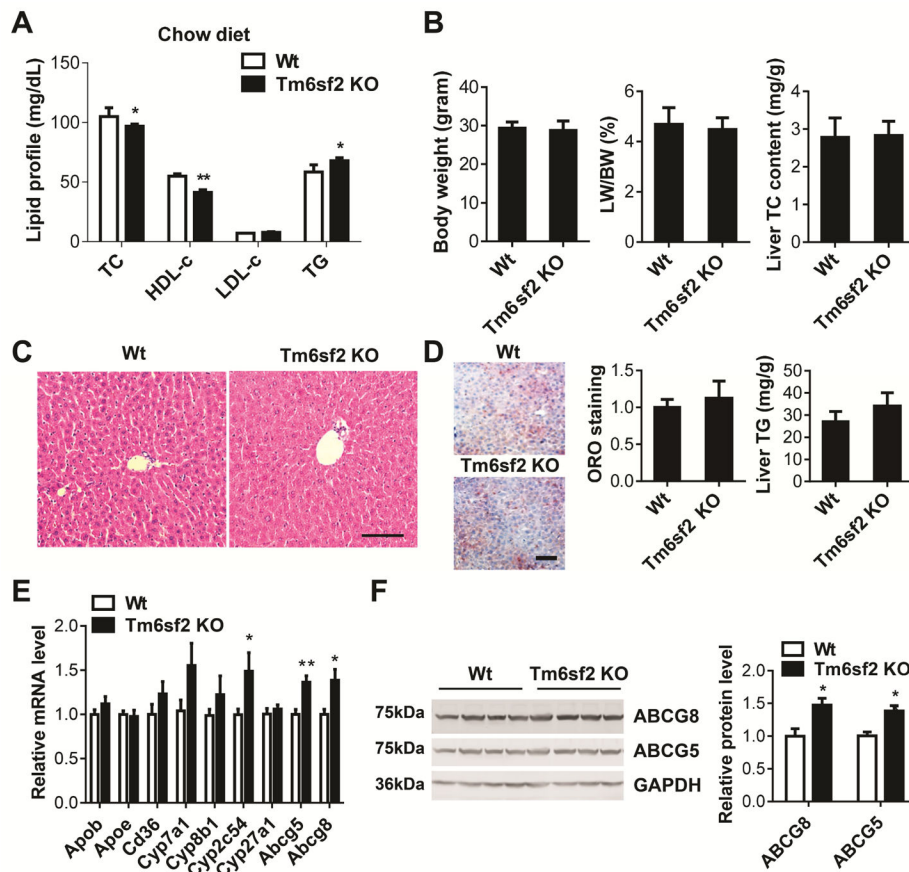 A
Chow diet
Wt
Tm6sf2 KO
Lipid profile (mg/dL)
150
100
50
0
*
**
*
TC
HDL-c
LDL-c
TG
B
Body weight (gram)
40
30
20
10
0
Wt
Tm6sf2 KO
LW/BW (%)
6
4
2
0
Wt
Tm6sf2 KO
Liver TC content (mg/g)
4
3
2
1
0
Wt
Tm6sf2 KO
C
Wt
Tm6sf2 KO
D
Wt
Tm6sf2 KO
ORO staining
1.5
1.0
0.5
0.0
Wt
Tm6sf2 KO
Liver TG (mg/g)
50
40
30
20
10
0
Wt
Tm6sf2 KO
E
Wt
Tm6sf2 KO
Relative mRNA level
2.0
1.5
1.0
0.5
0.0
*
**
*
Apob
Apoe
Cd36
Cyp7a1
Cyp8b1
Cyp2c54
Cyp27a1
Abcg5
Abcg8
F
Wt
Tm6sf2 KO
75kDa
ABCG8
75kDa
ABCG5
36kDa
GAPDH
Wt
Tm6sf2 KO
Relative protein level
2.0
1.5
1.0
0.5
0.0
*
*
ABCG8
ABCG5